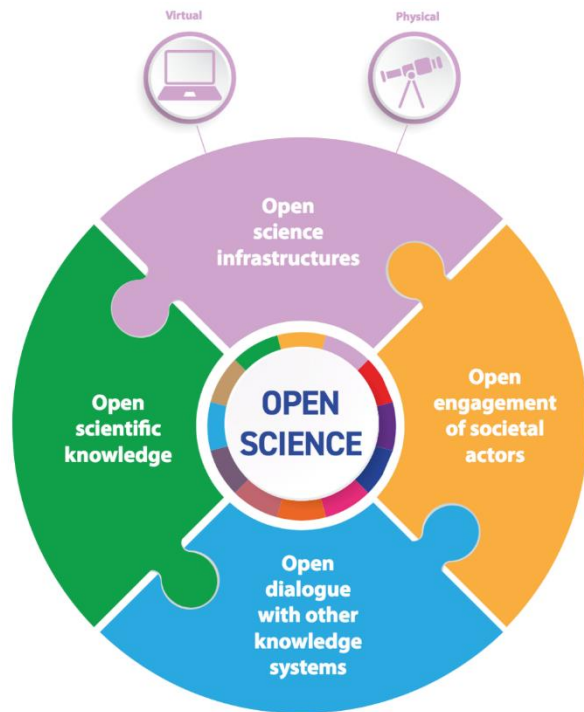 Virtual
Physical
Open
science
infrastructures
Open
scientific
knowledge
OPEN
SCIENCE
Open
engagement
of societal
actors
Open
dialogue
with other
knowledge
systems